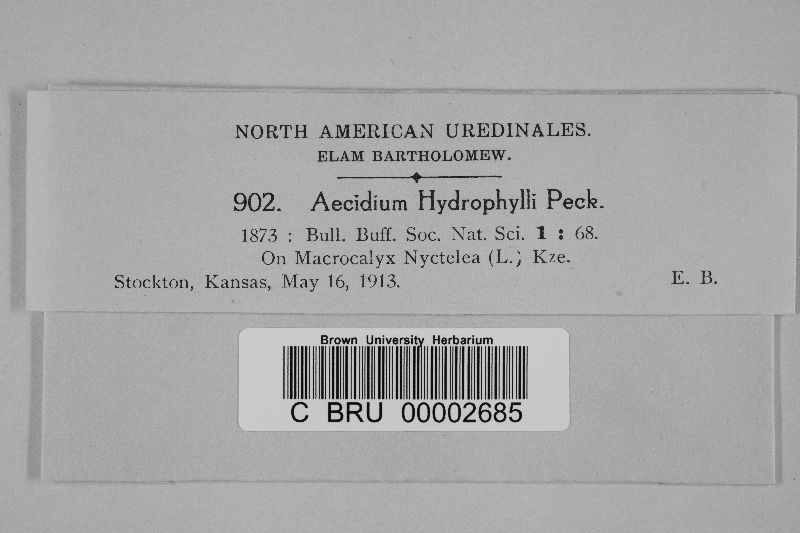 NORTH AMERICAN UREDINALES.
ELAM BARTHOLOMEW.
902. Aecidium Hydrophylli Peck.
1873 : Bull. Buff. Soc. Nat. Sci. 1 : 68.
On Macrocalyx Nyctelea (L.; Kze.
Stockton, Kansas, May 16, 1913. E. B.
Brown University Herbarium
C BRU 00002685